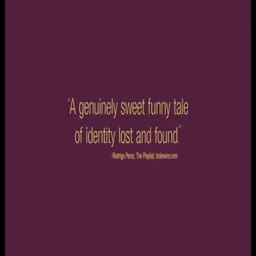 "A genuinely sweet funny tale
of identity lost and found"
-Rodrigo Perez, The Playlist, indiewire.com